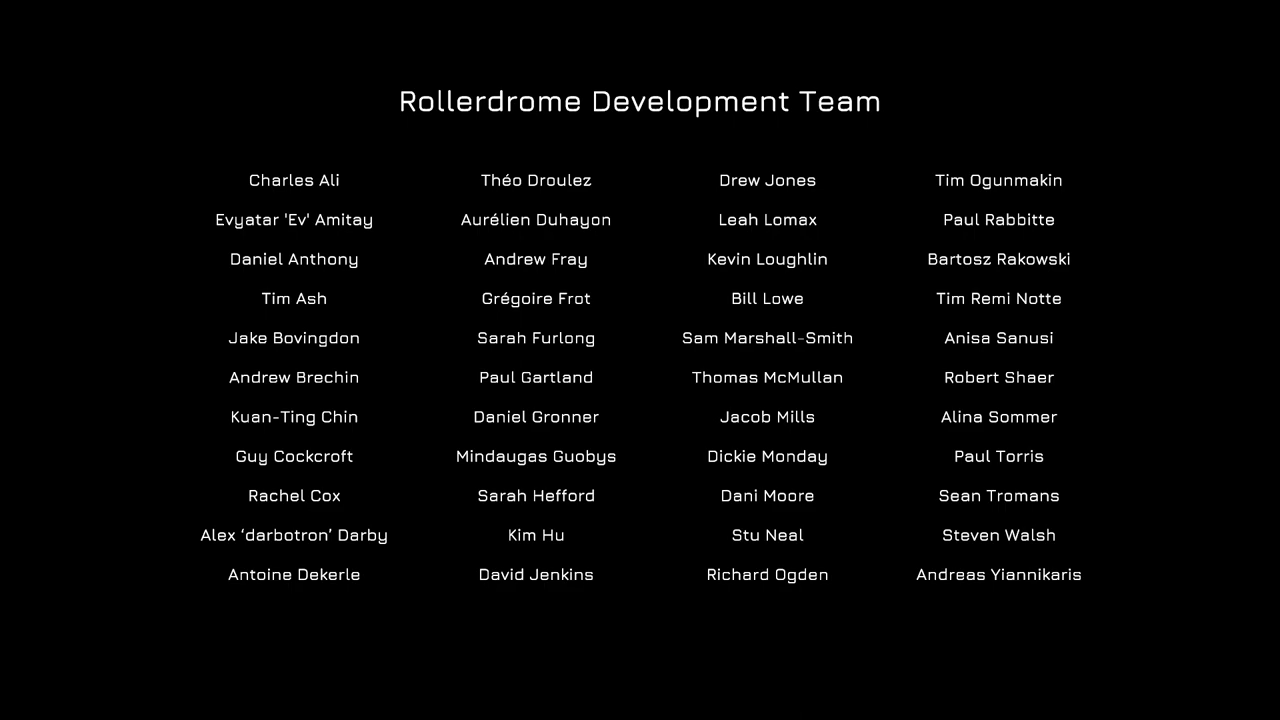 Rollerdrome Development Team
Charles Ali
Evyatar 'Ev' Amitay
Daniel Anthony
Tim Ash
Jake Bovingdon
Andrew Brechin
Kuan-Ting Chin
Guy Cockcroft
Rachel Cox
Alex ‘darbotron’ Darby
Antoine Dekerle
Théo Droulez
Aurélien Duhayon
Andrew Fray
Grégoire Frot
Sarah Furlong
Paul Gartland
Daniel Gronner
Mindaugas Guobys
Sarah Hefford
Kim Hu
David Jenkins
Drew Jones
Leah Lomax
Kevin Loughlin
Bill Lowe
Sam Marshall-Smith
Thomas McMullan
Jacob Mills
Dickie Monday
Dani Moore
Stu Neal
Richard Ogden
Tim Ogunmakin
Paul Rabbitte
Bartosz Rakowski
Tim Remi Notte
Anisa Sanusi
Robert Shaer
Alina Sommer
Paul Torris
Sean Tromans
Steven Walsh
Andreas Yiannikaris